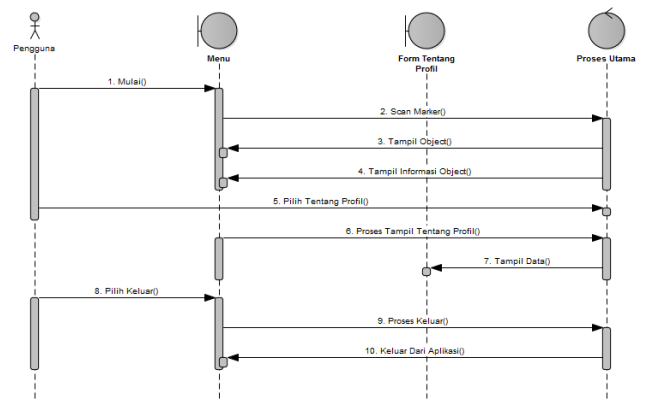 Pengguna
Menu
Form Tentang
Profil
Proses Utama
1. Mulai()
2. Scan Marker()
3. Tampil Object()
4. Tampil Informasi Object()
5. Pilih Tentang Profil()
6. Proses Tampil Tentang Profil()
7. Tampil Data()
8. Pilih Keluar()
9. Proses Keluar()
10. Keluar Dari Aplikasi()